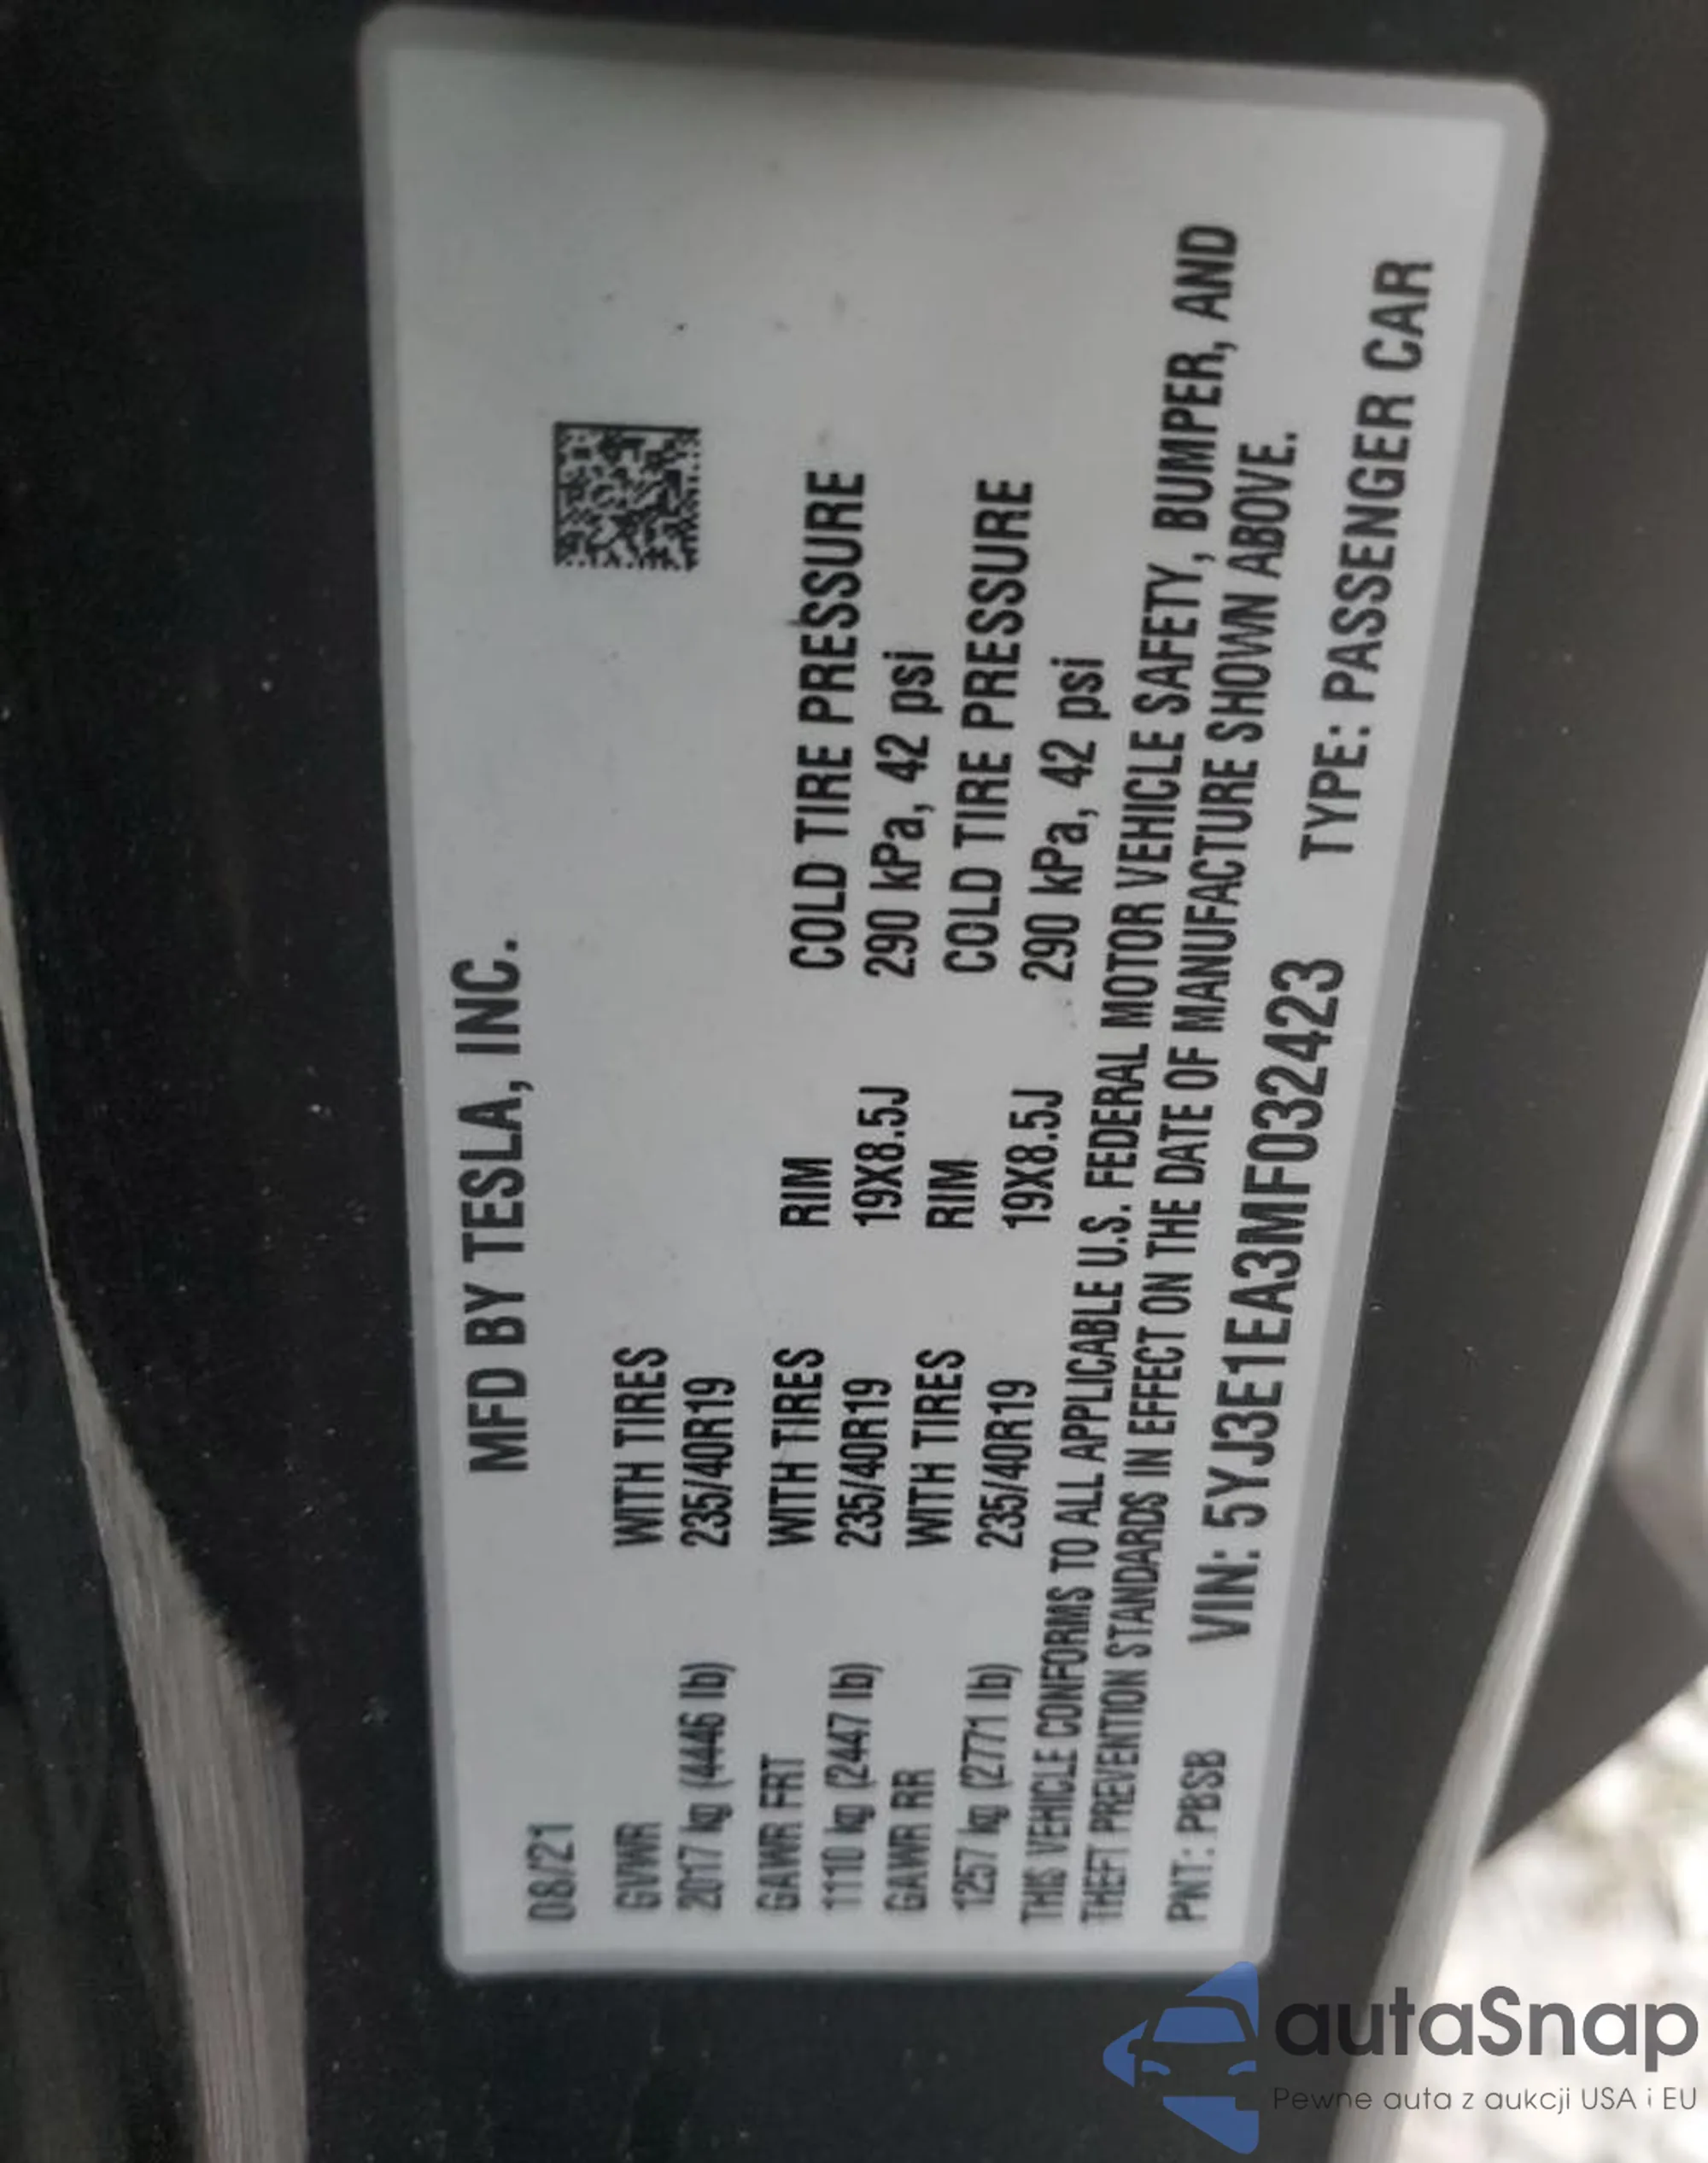 MFD BY TESLA, INC.
08/21
GVWR WITH TIRES
2017 kg (4446 lb) 235/40R19
GAWR FRT WITH TIRES RIM COLD TIRE PRESSURE
1110 kg (2447 lb) 235/40R19 19X8.5J 290 kPa, 42 psi
GAWR RR WITH TIRES RIM COLD TIRE PRESSURE
1257 kg (2771 lb) 235/40R19 19X8.5J 290 kPa, 42 psi
THIS VEHICLE CONFORMS TO ALL APPLICABLE U.S. FEDERAL MOTOR VEHICLE SAFETY, BUMPER, AND
THEFT PREVENTION STANDARDS IN EFFECT ON THE DATE OF MANUFACTURE SHOWN ABOVE.
PNT: PBSB VIN: 5YJ3E1EA3MF032423 TYPE: PASSENGER CAR
autaSnap
Pewne auta z aukcji USA i EU